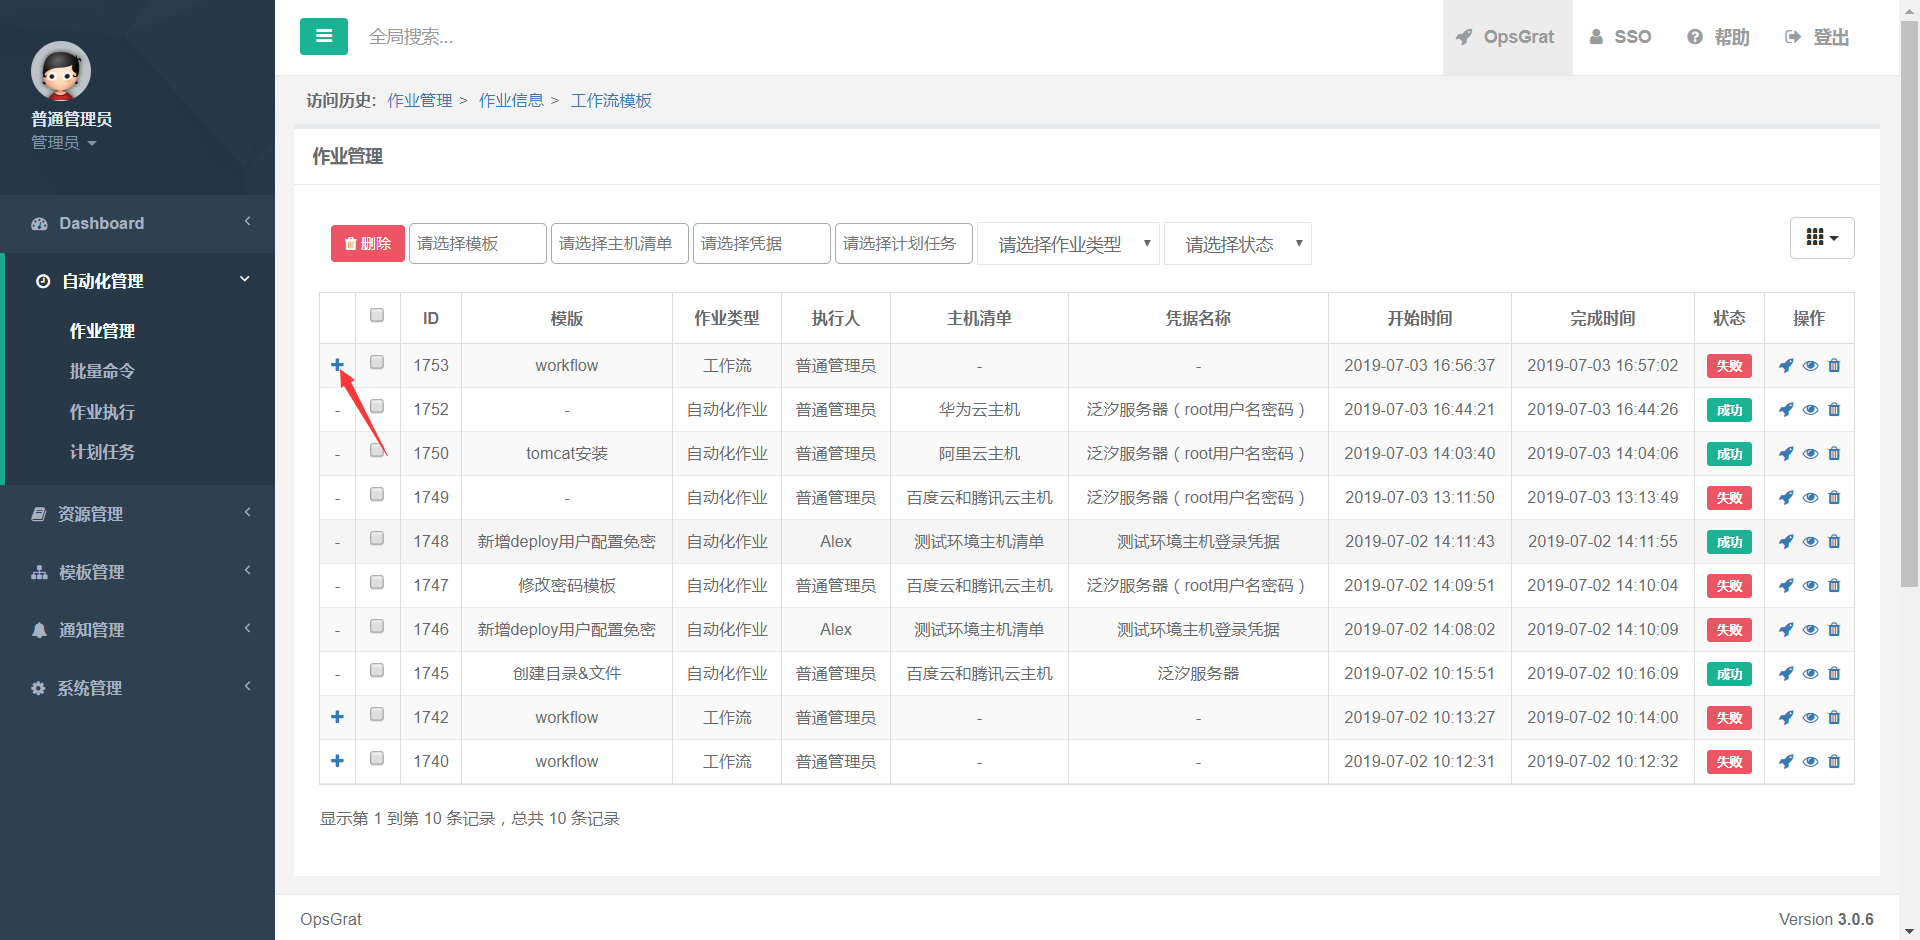 普通管理员
管理员
Dashboard
自动化管理
作业管理
批量命令
作业执行
计划任务
资源管理
模板管理
通知管理
系统管理
全局搜索...
OpsGrat
SSO
帮助
登出
访问历史: 作业管理 > 作业信息 > 工作流模板
作业管理
删除 请选择模板 请选择主机清单 请选择凭据 请选择计划任务 请选择作业类型 请选择状态
ID 模版 作业类型 执行人 主机清单 凭据名称 开始时间 完成时间 状态 操作
1753 workflow 工作流 普通管理员 - - 2019-07-03 16:56:37 2019-07-03 16:57:02 失败
- 1752 - 自动化作业 普通管理员 华为云主机 泛汐服务器（root用户名密码） 2019-07-03 16:44:21 2019-07-03 16:44:26 成功
- 1750 tomcat安装 自动化作业 普通管理员 阿里云主机 泛汐服务器（root用户名密码） 2019-07-03 14:03:40 2019-07-03 14:04:06 成功
- 1749 - 自动化作业 普通管理员 百度云和腾讯云主机 泛汐服务器（root用户名密码） 2019-07-03 13:11:50 2019-07-03 13:13:49 失败
- 1748 新增deploy用户配置免密 自动化作业 Alex 测试环境主机清单 测试环境主机登录凭据 2019-07-02 14:11:43 2019-07-02 14:11:55 成功
- 1747 修改密码模板 自动化作业 普通管理员 百度云和腾讯云主机 泛汐服务器（root用户名密码） 2019-07-02 14:09:51 2019-07-02 14:10:04 失败
- 1746 新增deploy用户配置免密 自动化作业 Alex 测试环境主机清单 测试环境主机登录凭据 2019-07-02 14:08:02 2019-07-02 14:10:09 失败
- 1745 创建目录&文件 自动化作业 普通管理员 百度云和腾讯云主机 泛汐服务器 2019-07-02 10:15:51 2019-07-02 10:16:09 成功
1742 workflow 工作流 普通管理员 - - 2019-07-02 10:13:27 2019-07-02 10:14:00 失败
1740 workflow 工作流 普通管理员 - - 2019-07-02 10:12:31 2019-07-02 10:12:32 失败
显示第 1 到第 10 条记录，总共 10 条记录
OpsGrat
Version 3.0.6